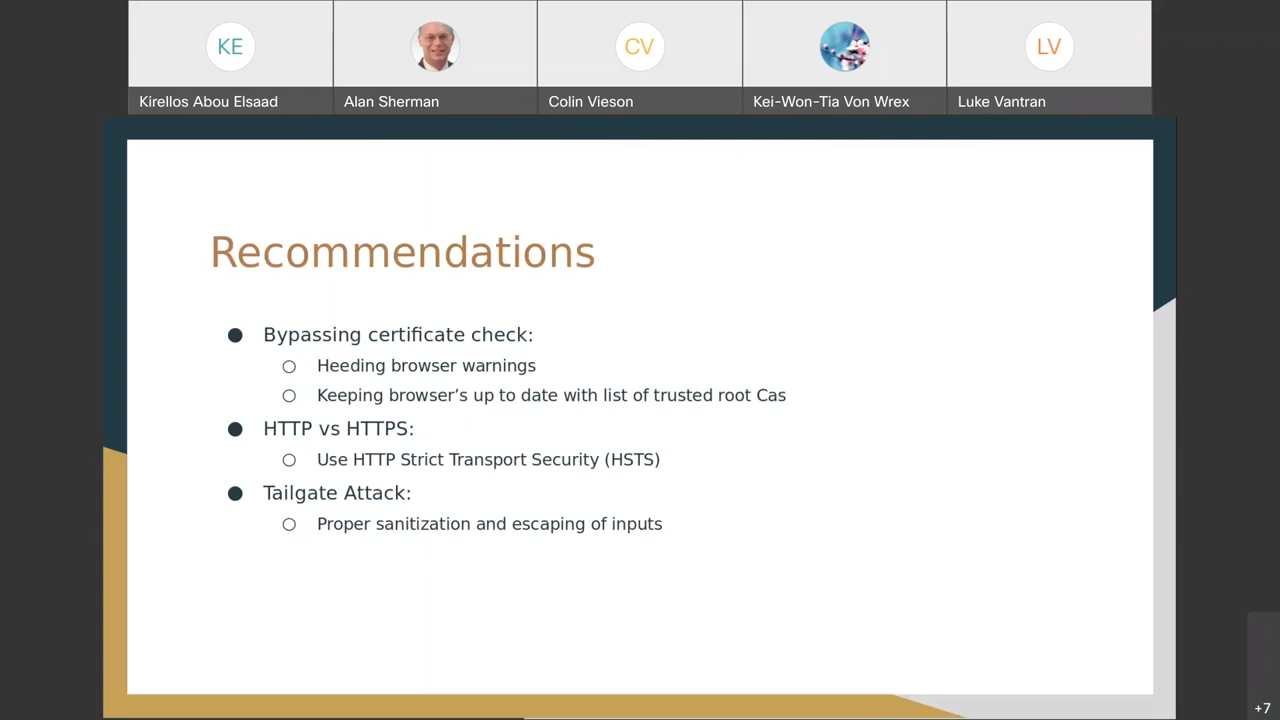 KE
CV
LV
Kirellos Abou Elsaad
Alan Sherman
Colin Vieson
Kei-Won-Tia Von Wrex
Luke Vantran
Recommendations
● Bypassing certificate check:
○ Heeding browser warnings
○ Keeping browser’s up to date with list of trusted root Cas
● HTTP vs HTTPS:
○ Use HTTP Strict Transport Security (HSTS)
● Tailgate Attack:
○ Proper sanitization and escaping of inputs
+7